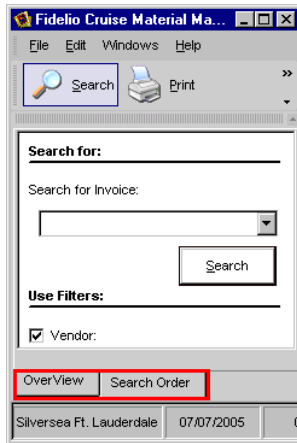 Fidelio Cruise Material Ma...
File Edit Windows Help
Search Print »
Search for:
Search for Invoice:
Search
Use Filters:
Vendor:
OverView Search Order
Silversea Ft. Lauderdale 07/07/2005